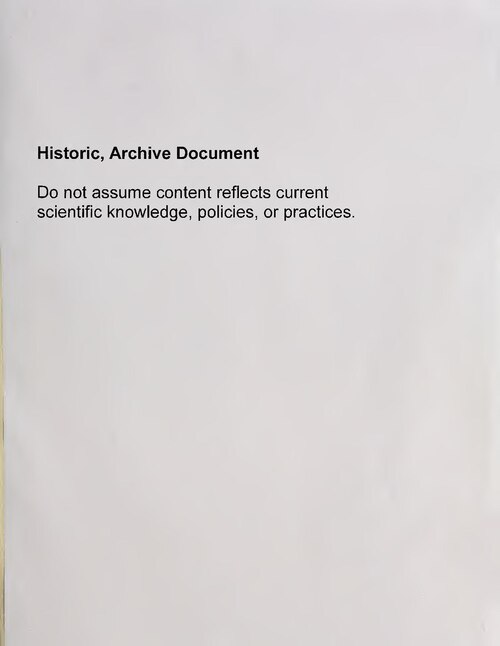 Historic, Archive Document
Do not assume content reflects current
scientific knowledge, policies, or practices.